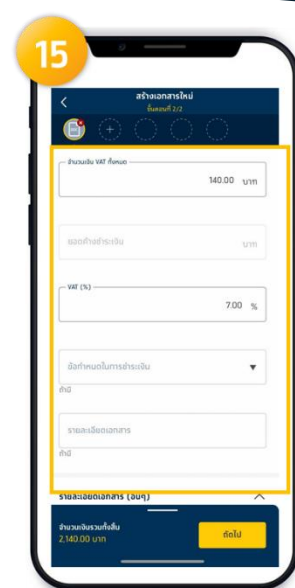 15
สร้างเอกสารใหม่
ขั้นตอนที่ 2/2
จำนวนเงิน VAT ทั้งหมด
140.00 บาท
ยอดค้างชำระเงิน
บาท
VAT (%)
7.00 %
ข้อกำหนดในการชำระเงิน
ถ้ามี
รายละเอียดเอกสาร
ถ้ามี
รายละเอียดเอกสาร (อื่นๆ)
จำนวนเงินรวมทั้งสิ้น
2,140.00 บาท
ถัดไป